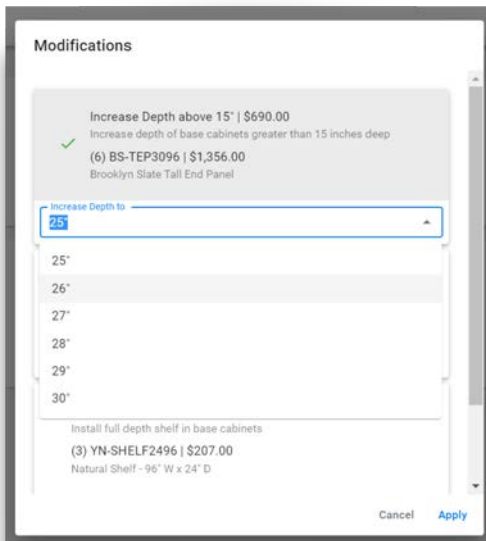 Modifications
Increase Depth above 15" | $690.00
Increase depth of base cabinets greater than 15 inches deep
(6) BS-TEP3096 | $1,356.00
Brooklyn Slate Tall End Panel
Increase Depth to
25"
25"
26"
27"
28"
29"
30"
Install full depth shelf in base cabinets
(3) YN-SHELF2496 | $207.00
Natural Shelf - 96" W x 24" D
Cancel Apply